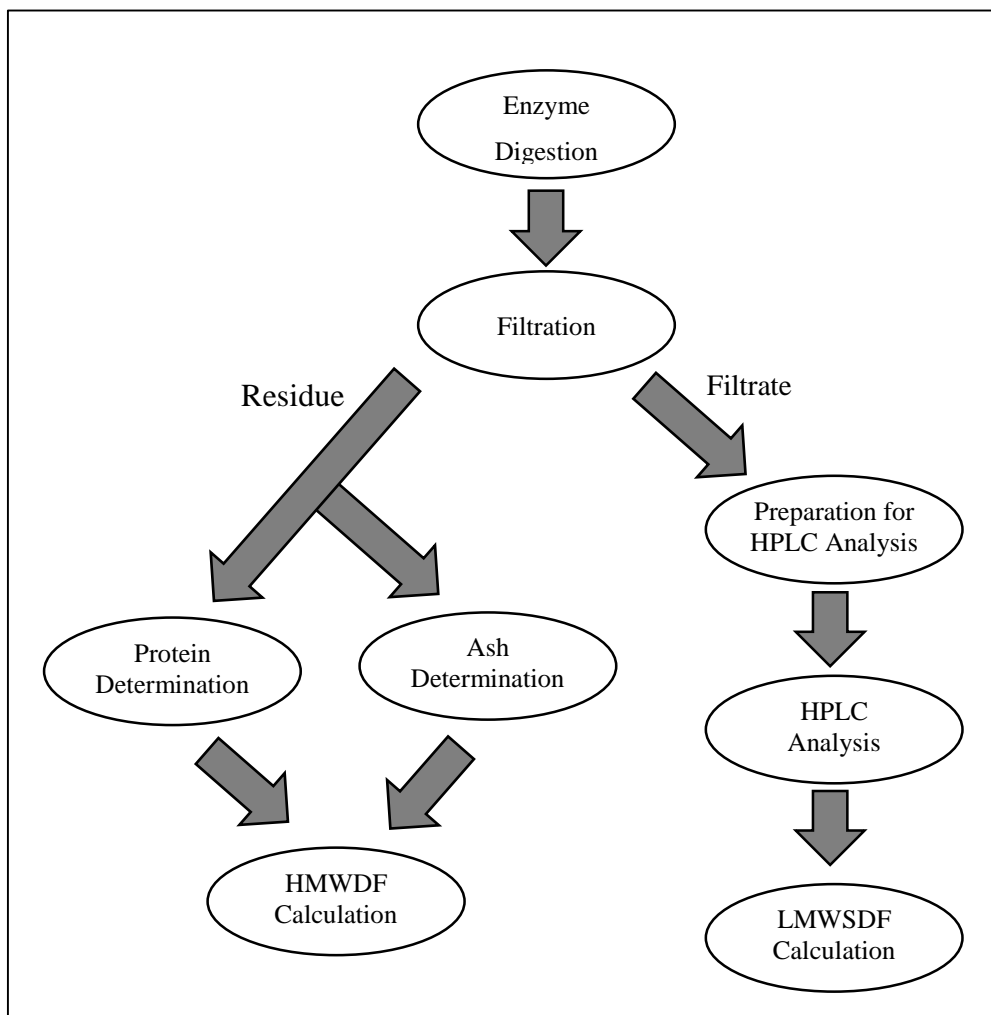 Enzyme
Digestion
Filtration
Residue
Filtrate
Preparation for
HPLC Analysis
Protein
Determination
Ash
Determination
HPLC
Analysis
HMWDF
Calculation
LMWSDF
Calculation